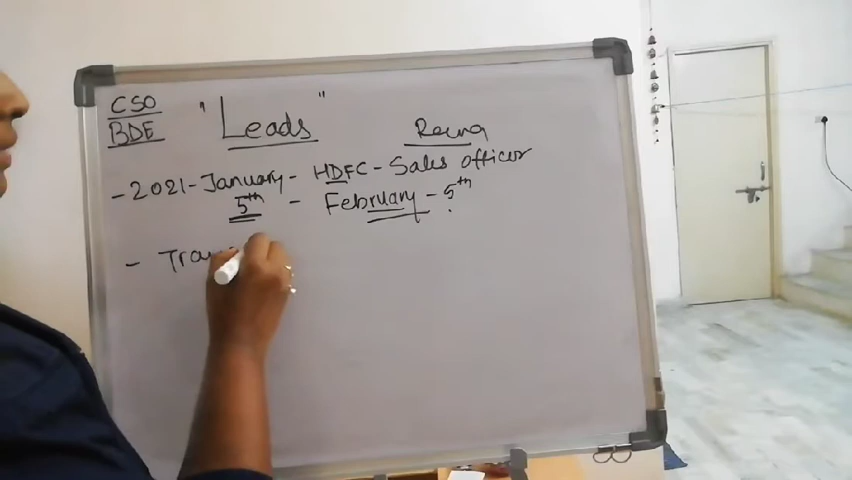 CSO
BDE
"Leads"
Reena
- 2021 - January - HDFC - Sales officer
5th - February - 5th
-